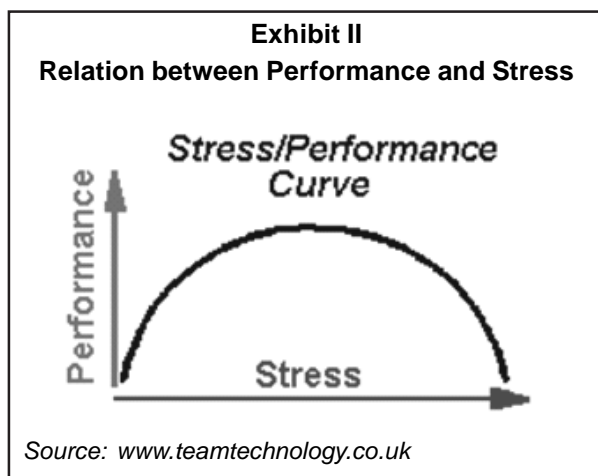 Exhibit II
Relation between Performance and Stress
Stress/Performance
Curve
Performance
Stress
Source: www.teamtechnology.co.uk